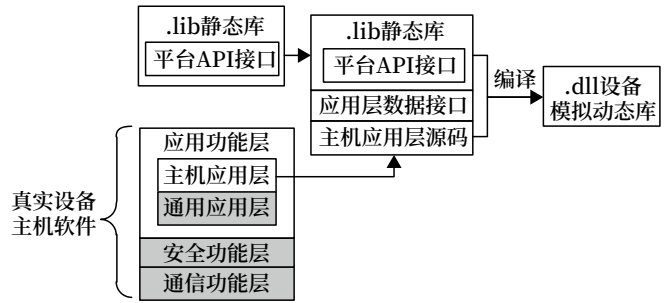 .lib静态库
平台API接口
.lib静态库
平台API接口
应用层数据接口
主机应用层源码
编译
.dll设备
模拟动态库
真实设备
主机软件
应用功能层
主机应用层
通用应用层
安全功能层
通信功能层